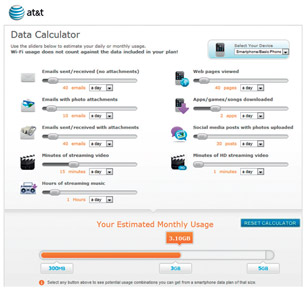 at&t
Data Calculator
Use the sliders below to estimate your daily or monthly usage.
Wi-Fi usage does not count against the data included in your plan!
Select Your Device
Smartphone/Basic Phone
Emails sent/received (no attachments)
40 emails a day
Emails with photo attachments
10 emails a day
Emails sent/received with attachments
40 emails a day
Minutes of streaming video
15 minutes a day
Hours of streaming music
1 Hours a day
Web pages viewed
40 pages a day
Apps/games/songs downloaded
5 apps a day
Social media posts with photos uploaded
30 posts a day
Minutes of HD streaming video
1 minutes a day
Your Estimated Monthly Usage
RESET CALCULATOR
3.16GB
300MB
3GB
5GB
Select any button above to see potential usage combinations you can get from a smartphone data plan of that size.